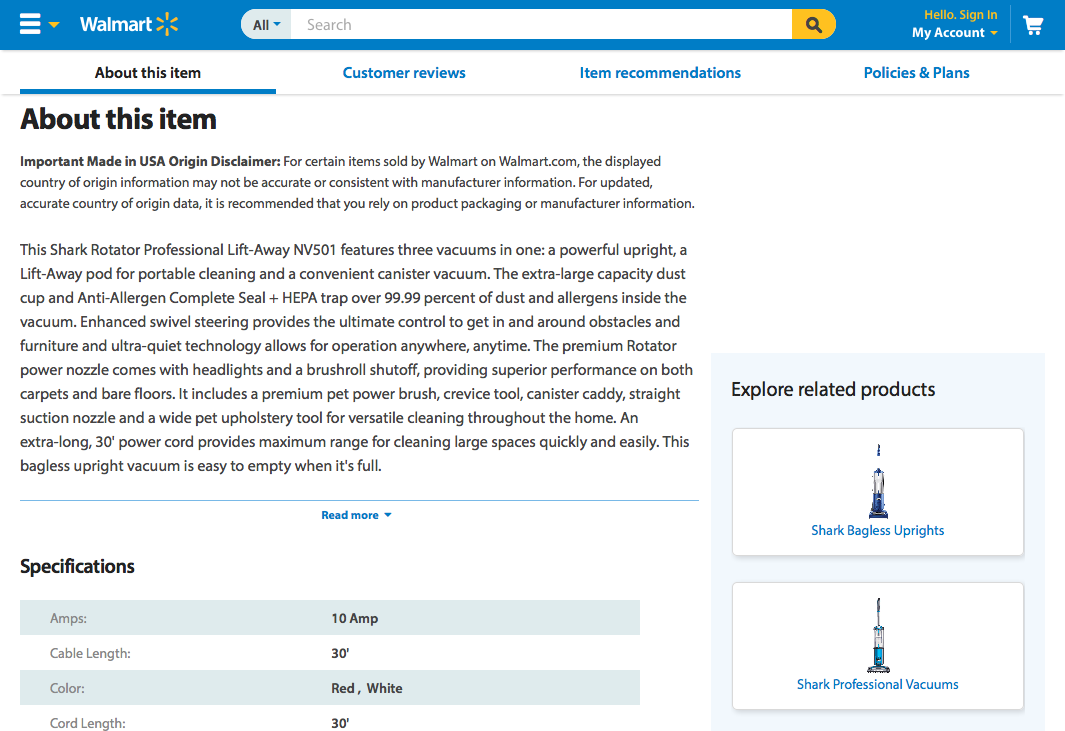 Walmart
All
Search
Hello. Sign In
My Account
About this item
Customer reviews
Item recommendations
Policies & Plans
About this item
Important Made in USA Origin Disclaimer: For certain items sold by Walmart on Walmart.com, the displayed
country of origin information may not be accurate or consistent with manufacturer information. For updated,
accurate country of origin data, it is recommended that you rely on product packaging or manufacturer information.
This Shark Rotator Professional Lift-Away NV501 features three vacuums in one: a powerful upright, a
Lift-Away pod for portable cleaning and a convenient canister vacuum. The extra-large capacity dust
cup and Anti-Allergen Complete Seal + HEPA trap over 99.99 percent of dust and allergens inside the
vacuum. Enhanced swivel steering provides the ultimate control to get in and around obstacles and
furniture and ultra-quiet technology allows for operation anywhere, anytime. The premium Rotator
power nozzle comes with headlights and a brushroll shutoff, providing superior performance on both
carpets and bare floors. It includes a premium pet power brush, crevice tool, canister caddy, straight
suction nozzle and a wide pet upholstery tool for versatile cleaning throughout the home. An
extra-long, 30' power cord provides maximum range for cleaning large spaces quickly and easily. This
bagless upright vacuum is easy to empty when it's full.
Read more
Specifications
Amps: 10 Amp
Cable Length: 30'
Color: Red , White
Cord Length: 30'
Explore related products
Shark Bagless Uprights
Shark Professional Vacuums